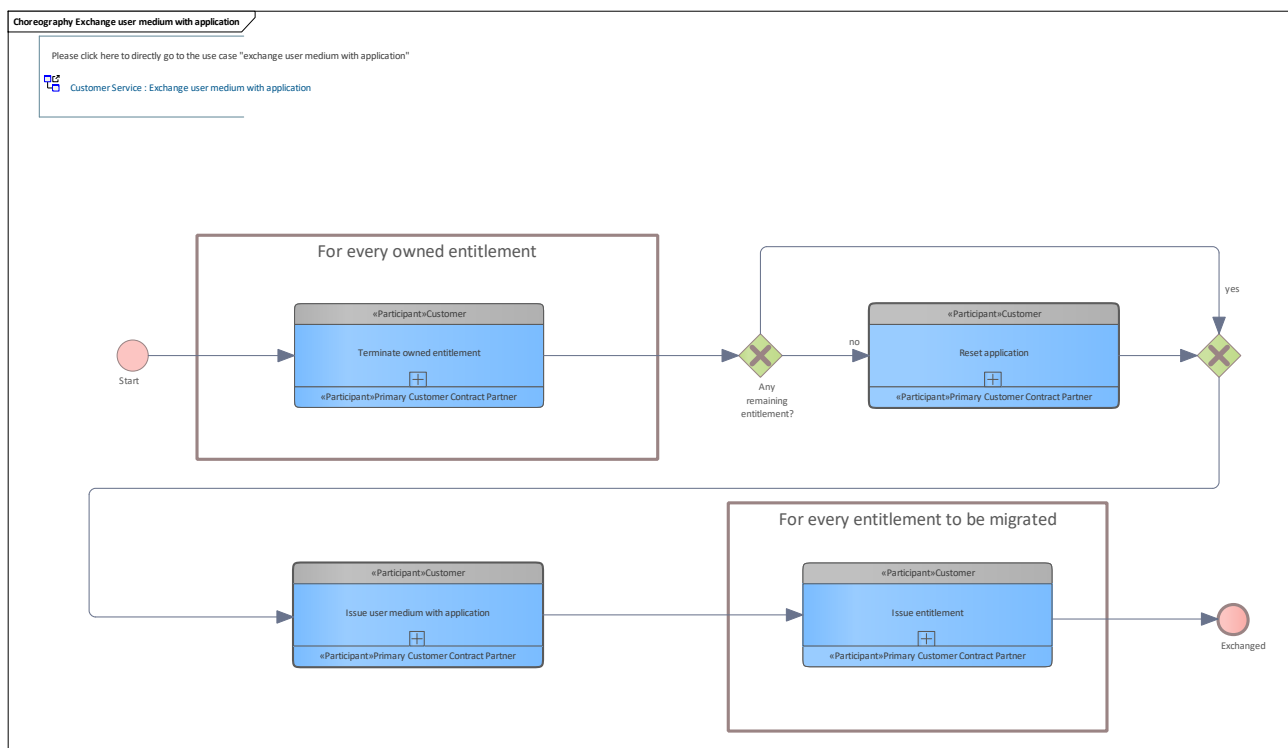 Choreography Exchange user medium with application
Please click here to directly go to the use case "exchange user medium with application"
Customer Service : Exchange user medium with application
For every owned entitlement
«Participant»Customer
Terminate owned entitlement
«Participant»Primary Customer Contract Partner
Start
Any
remaining
entitlement?
no
yes
«Participant»Customer
Reset application
«Participant»Primary Customer Contract Partner
For every entitlement to be migrated
«Participant»Customer
Issue user medium with application
«Participant»Primary Customer Contract Partner
«Participant»Customer
Issue entitlement
«Participant»Primary Customer Contract Partner
Exchanged